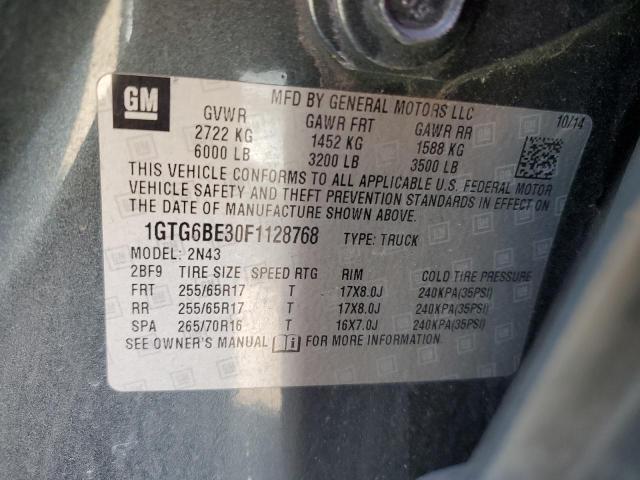 GM
MFD BY GENERAL MOTORS LLC
10/14
GVWR GAWR FRT GAWR RR
2722 KG 1452 KG 1588 KG
6000 LB 3200 LB 3500 LB
THIS VEHICLE CONFORMS TO ALL APPLICABLE U.S. FEDERAL MOTOR
VEHICLE SAFETY AND THEFT PREVENTION STANDARDS IN EFFECT ON
THE DATE OF MANUFACTURE SHOWN ABOVE.
1GTG6BE30F1128768 TYPE: TRUCK
MODEL: 2N43
2BF9 TIRE SIZE SPEED RTG RIM COLD TIRE PRESSURE
FRT 255/65R17 T 17X8.0J 240KPA(35PSI)
RR 255/65R17 T 17X8.0J 240KPA(35PSI)
SPA 265/70R16 T 16X7.0J 240KPA(35PSI)
SEE OWNER'S MANUAL FOR MORE INFORMATION.